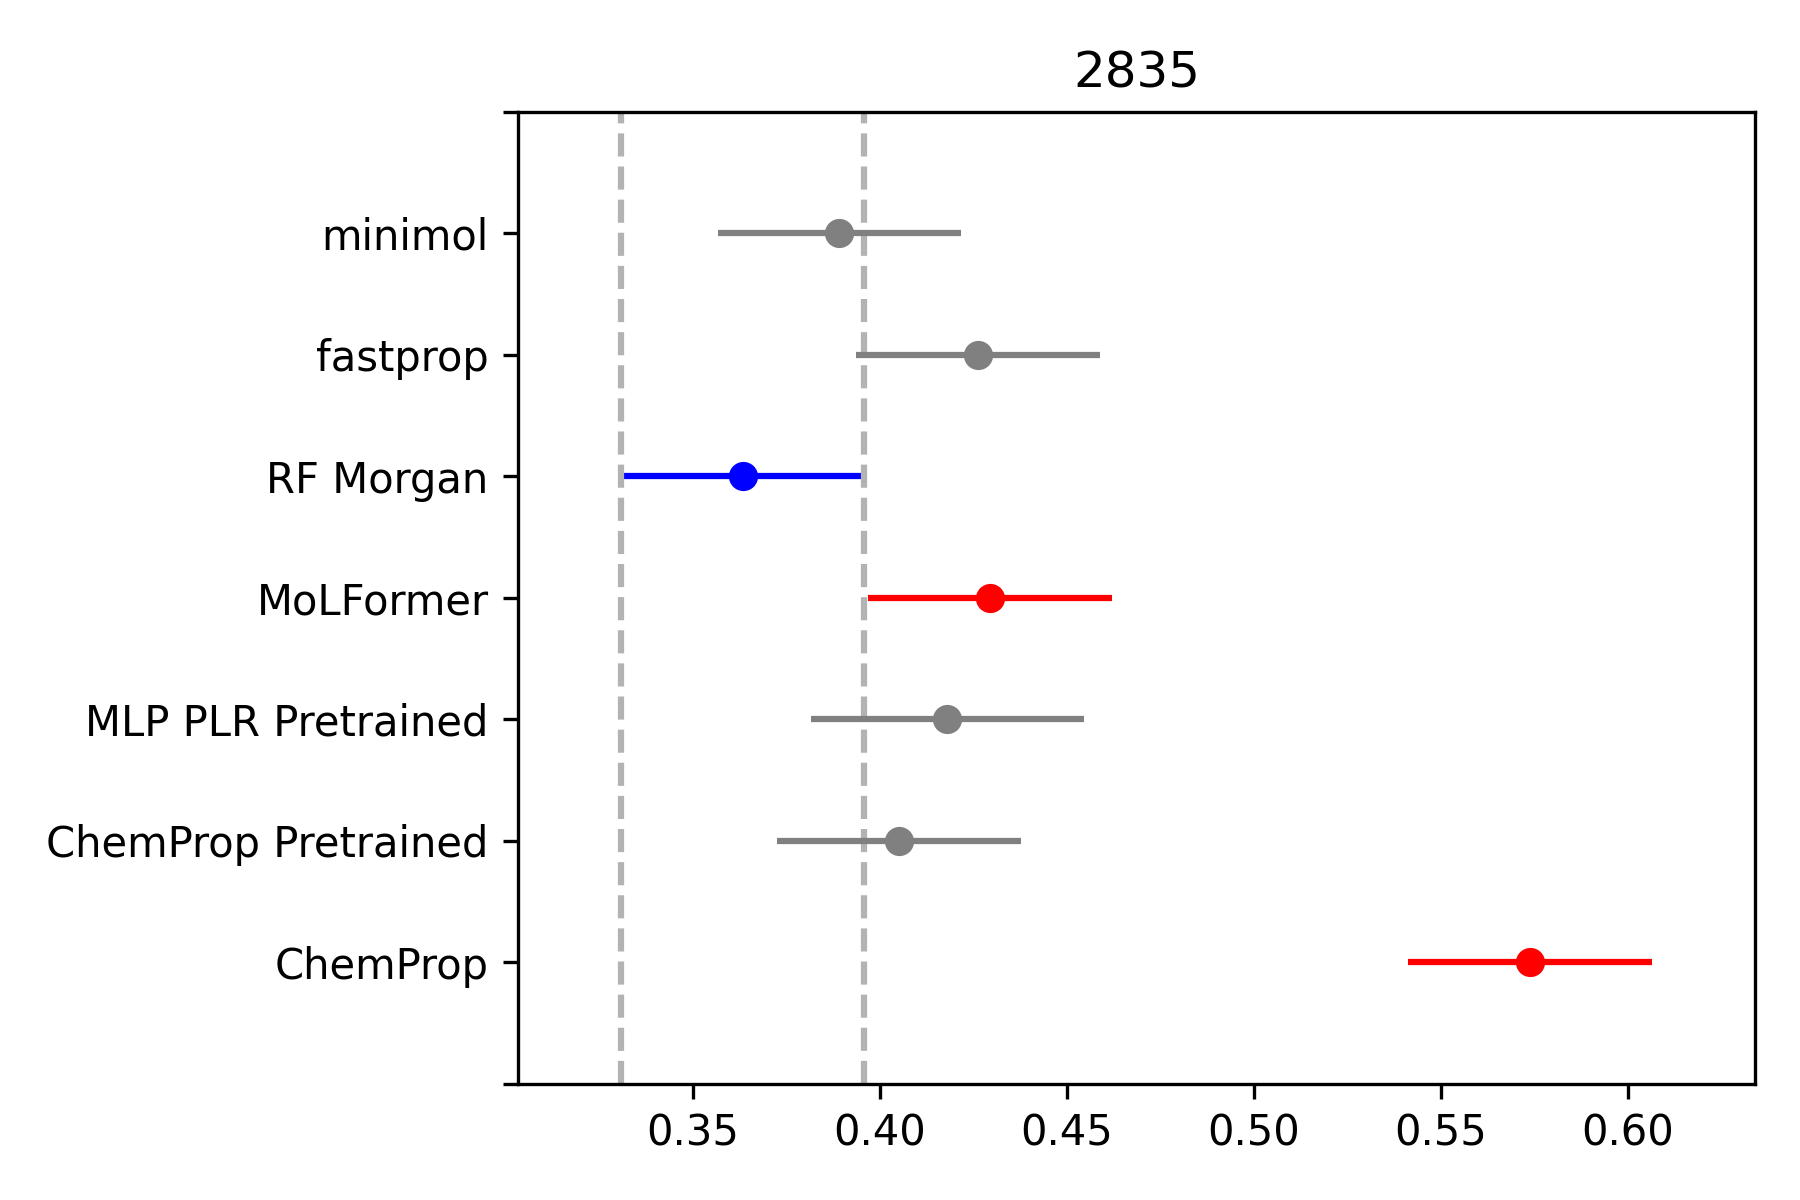 2835
minimol
fastprop
RF Morgan
MoLFormer
MLP PLR Pretrained
ChemProp Pretrained
ChemProp
0.35 0.40 0.45 0.50 0.55 0.60